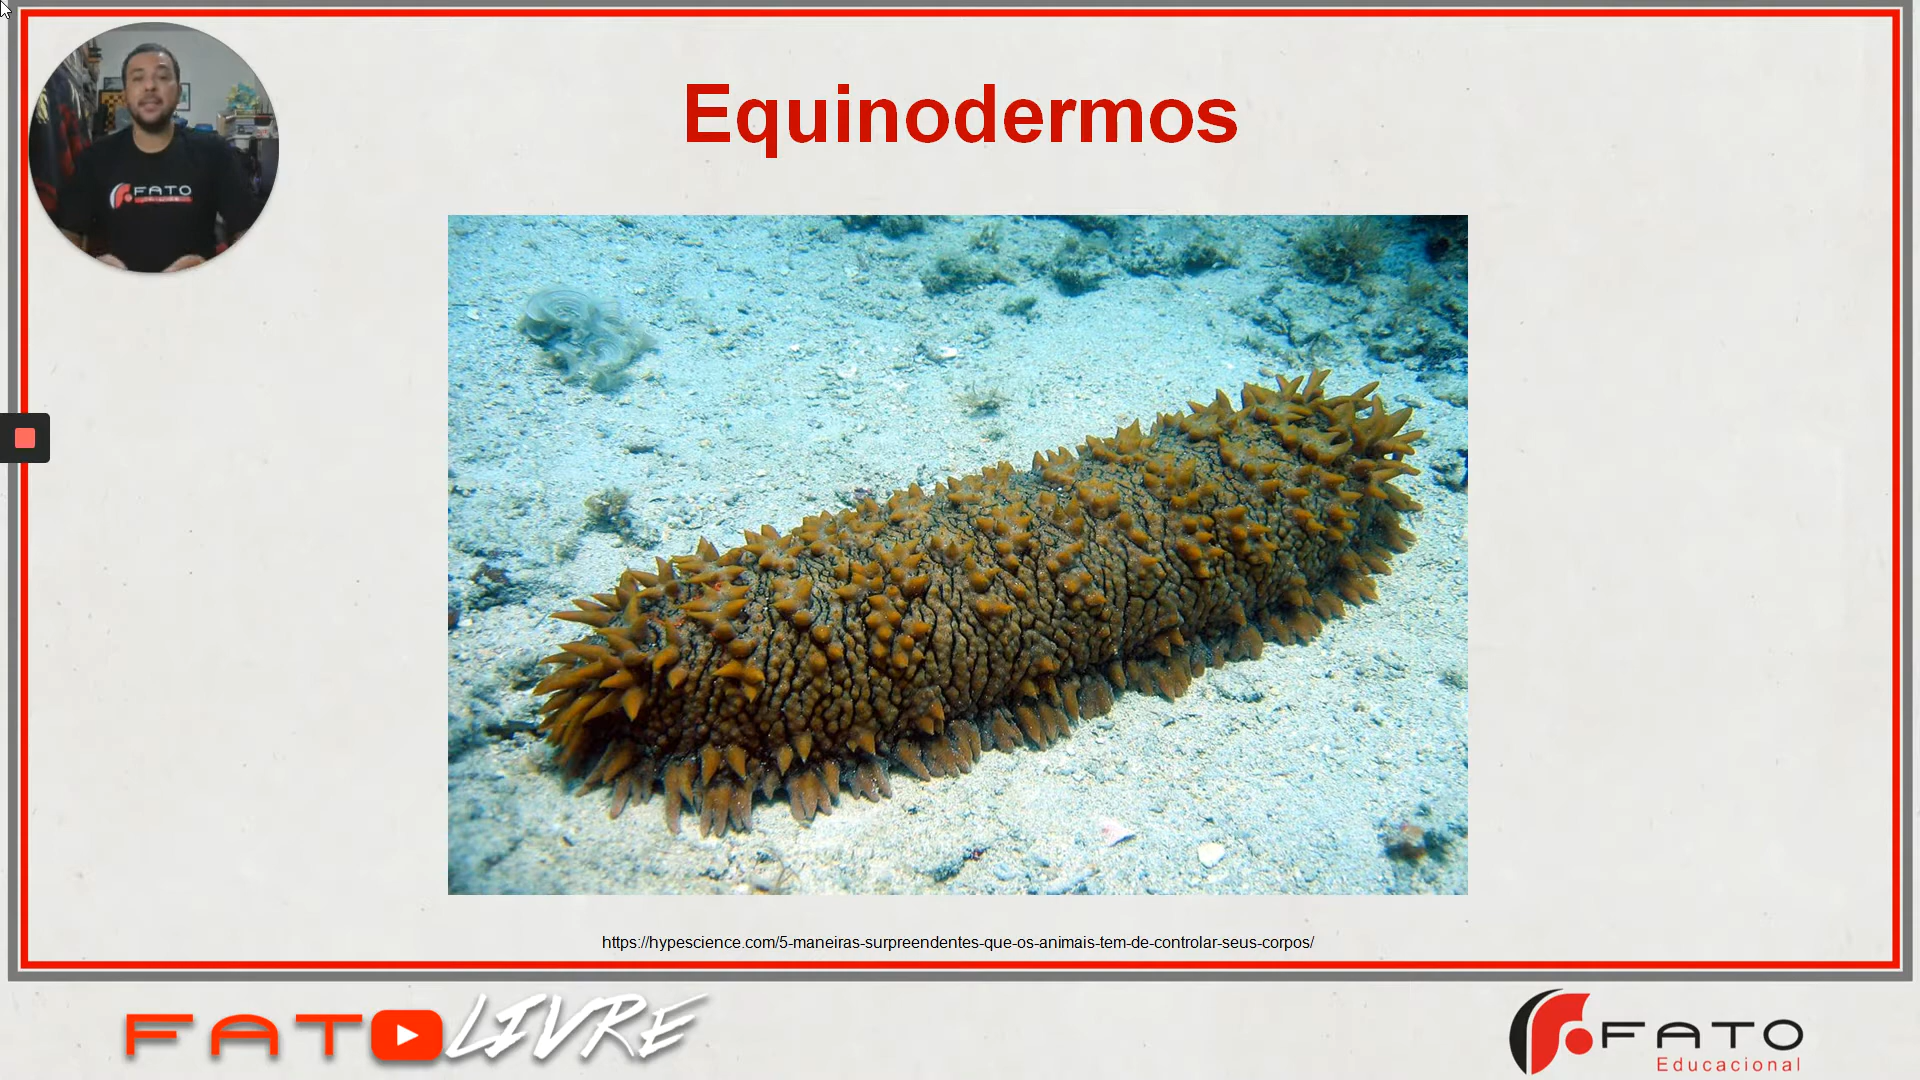 Equinodermos
FATO
https://hypescience.com/5-maneiras-surpreendentes-que-os-animais-tem-de-controlar-seus-corpos/
FATO LIVRE
FATO
Educacional